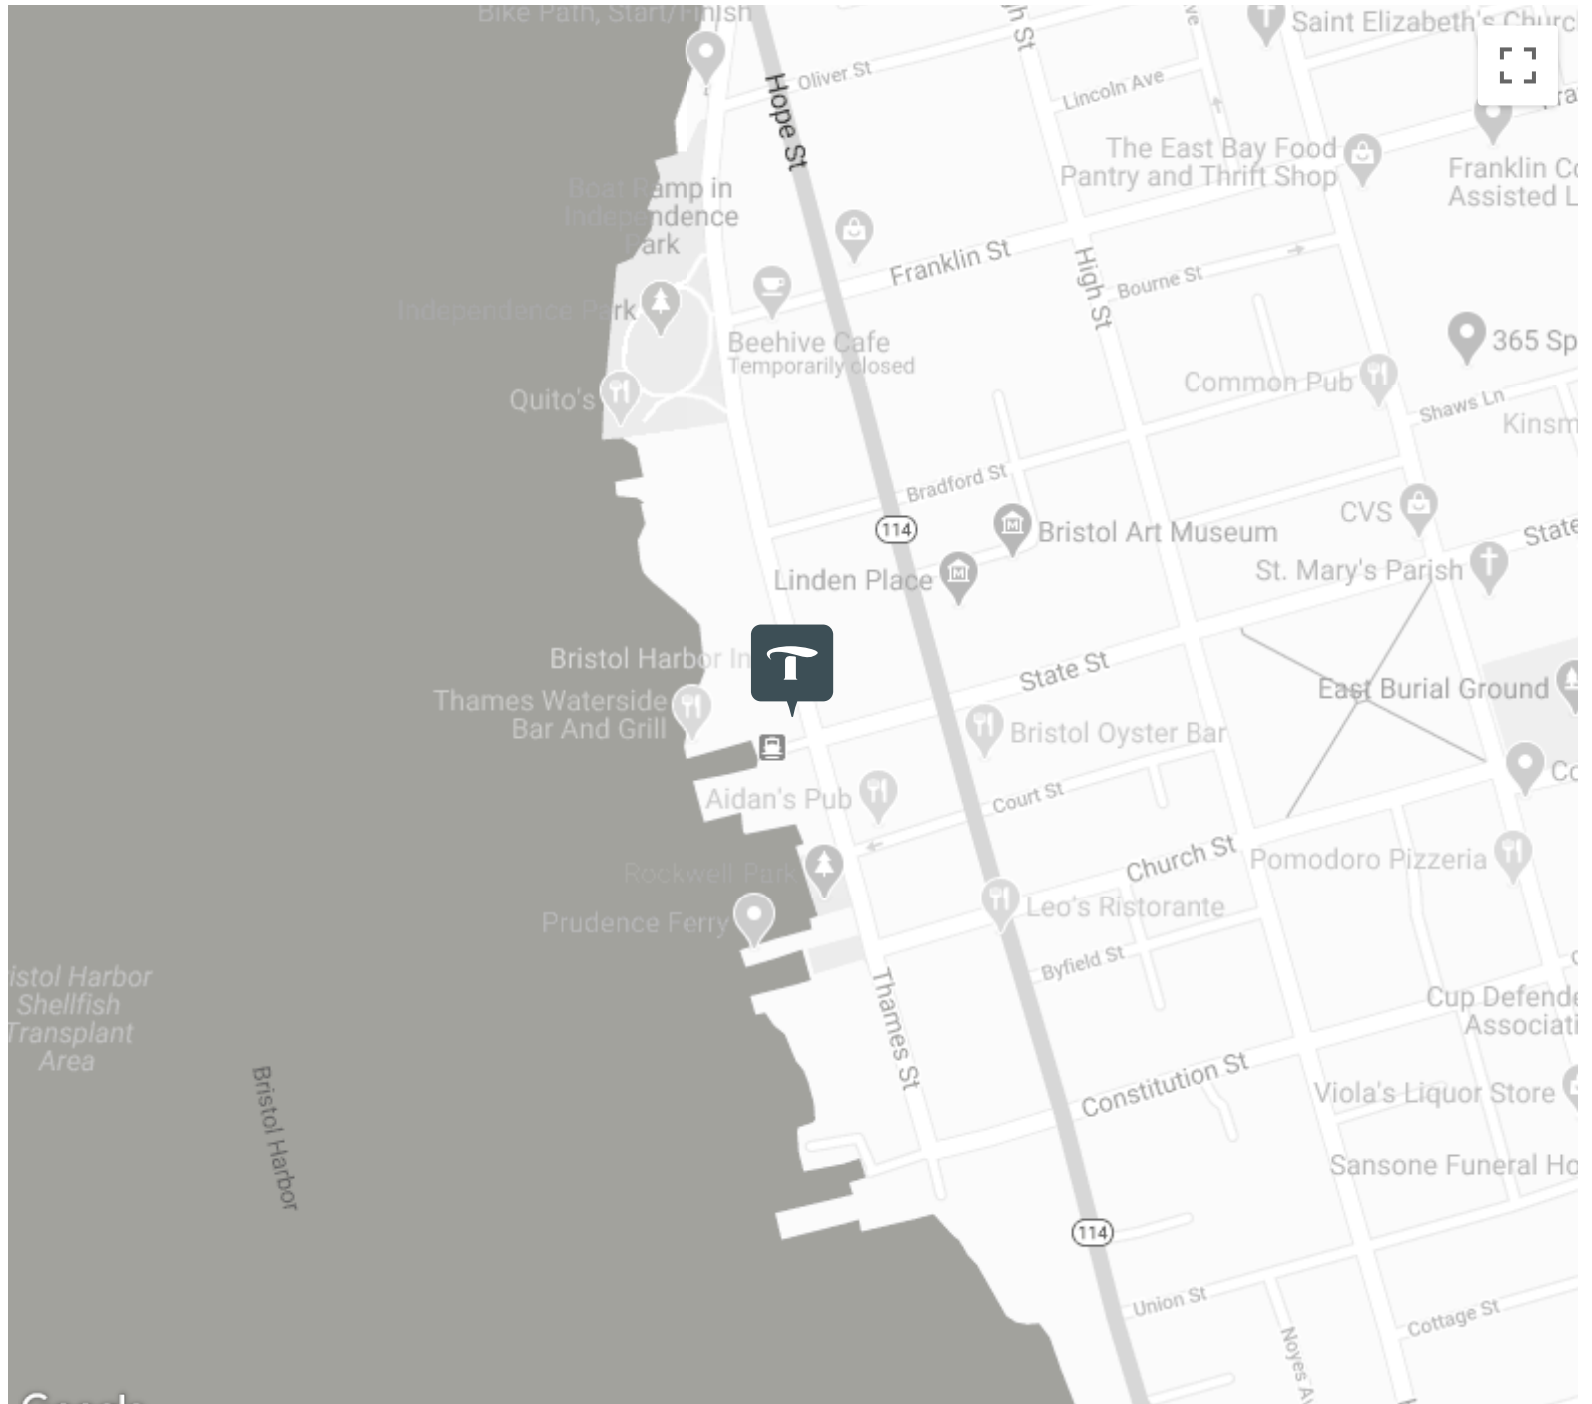 Bike Path, Start/Finish
Saint Elizabeth's
Hope St
Oliver St
High St
Lincoln Ave
The East Bay Food
Pantry and Thrift Shop
Franklin
Assisted
Boat Ramp in
Independence
Park
Franklin St
High St
Bourne St
Independence Park
Beehive Cafe
Temporarily closed
365
Common Pub
Quito's
Shaws Ln
Bradford St
CVS
114
Bristol Art Museum
State
St. Mary's Parish
Linden Place
Bristol Harbor
T
State St
East Burial Ground
Thames Waterside
Bar And Grill
Bristol Oyster Bar
Aidan's Pub
Court St
Church St
Pomodoro Pizzeria
Rockwell Park
Leo's Ristorante
Prudence Ferry
Byfield St
Thames St
istol Harbor
Shellfish
Transplant
Area
Cup Defende
Associati
Bristol Harbor
Constitution St
Viola's Liquor Store
Sansone Funeral Ho
114
Union St
Cottage St
Noyes
Google